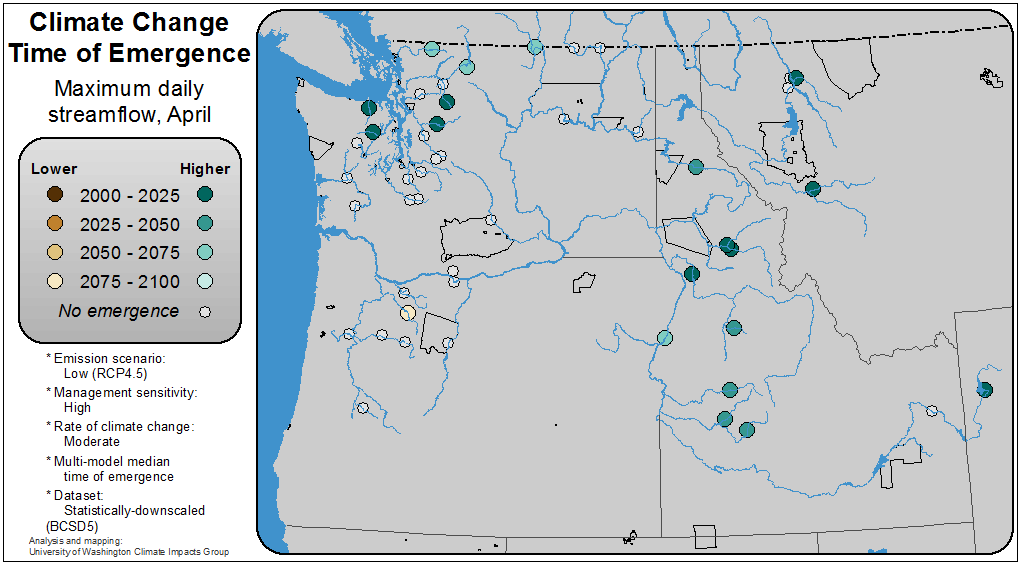 Climate Change
Time of Emergence
Maximum daily
streamflow, April
Lower Higher
2000 - 2025
2025 - 2050
2050 - 2075
2075 - 2100
No emergence
* Emission scenario:
Low (RCP4.5)
* Management sensitivity:
High
* Rate of climate change:
Moderate
* Multi-model median
time of emergence
* Dataset:
Statistically-downscaled
(BCSD5)
Analysis and mapping:
University of Washington Climate Impacts Group